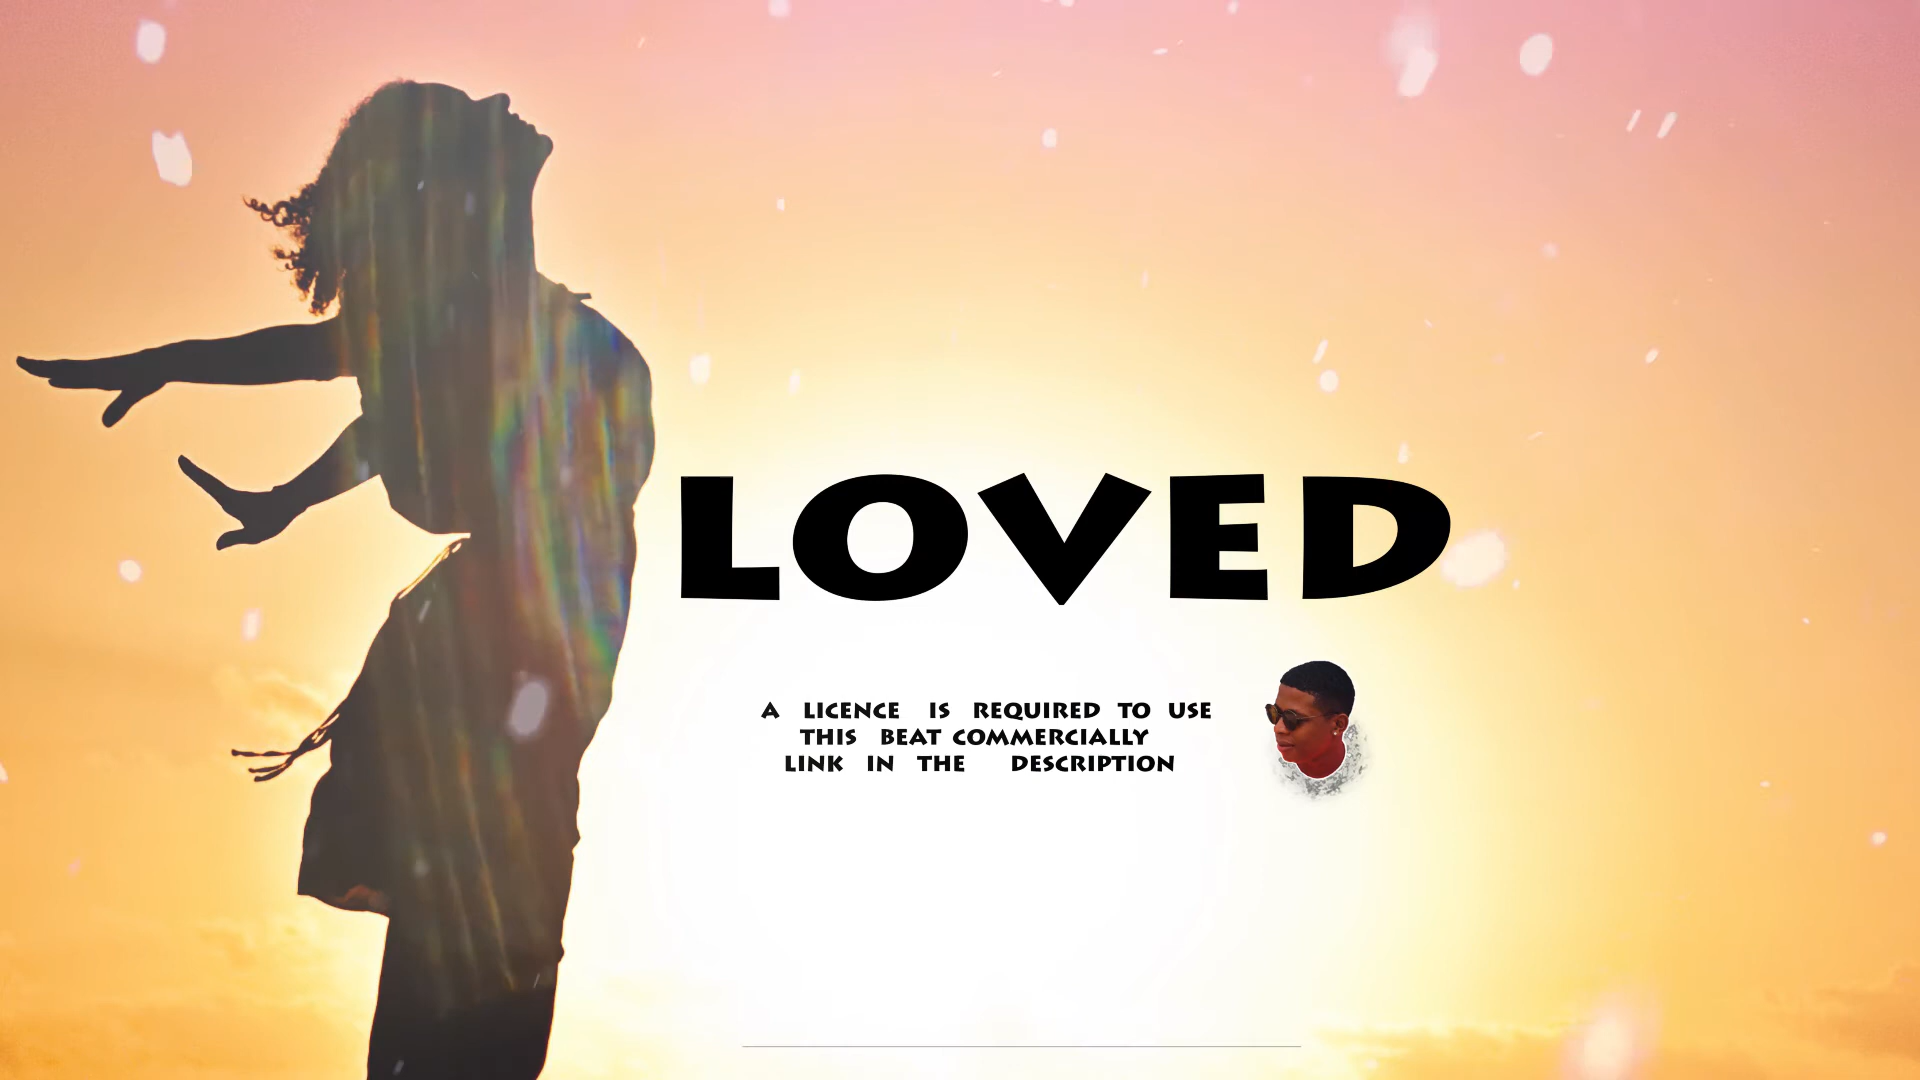 LOVED
A LICENCE IS REQUIRED TO USE
THIS BEAT COMMERCIALLY
LINK IN THE DESCRIPTION